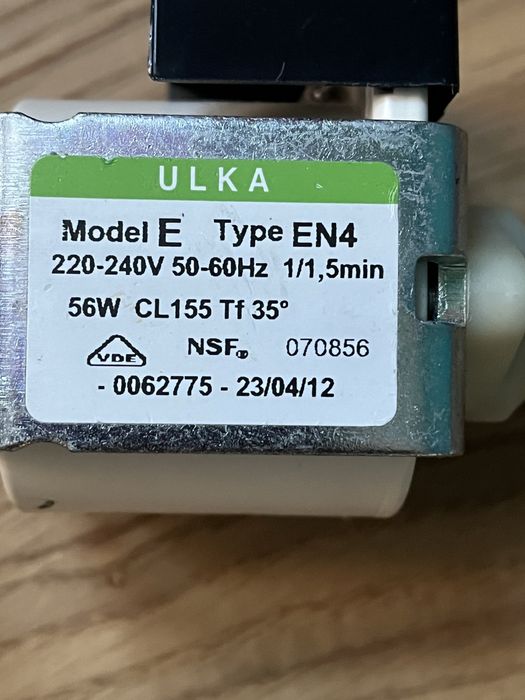 ULKA
Model E Type EN4
220-240V 50-60Hz 1/1,5min
56W CL155 Tf 35°
VDE NSF® 070856
- 0062775 - 23/04/12